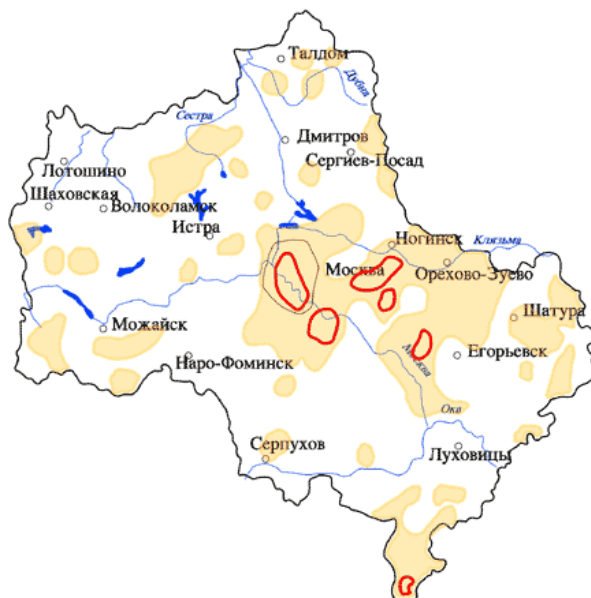 Талдом
Дубна
Сестра
Дмитров
Сергиев-Посад
Лотошино
Шаховская
Волоколамск
Истра
Ногинск
Клязьма
Москва
Орехово-Зуево
Шатура
Можайск
Москва
Егорьевск
Наро-Фоминск
Ока
Серпухов
Луховицы